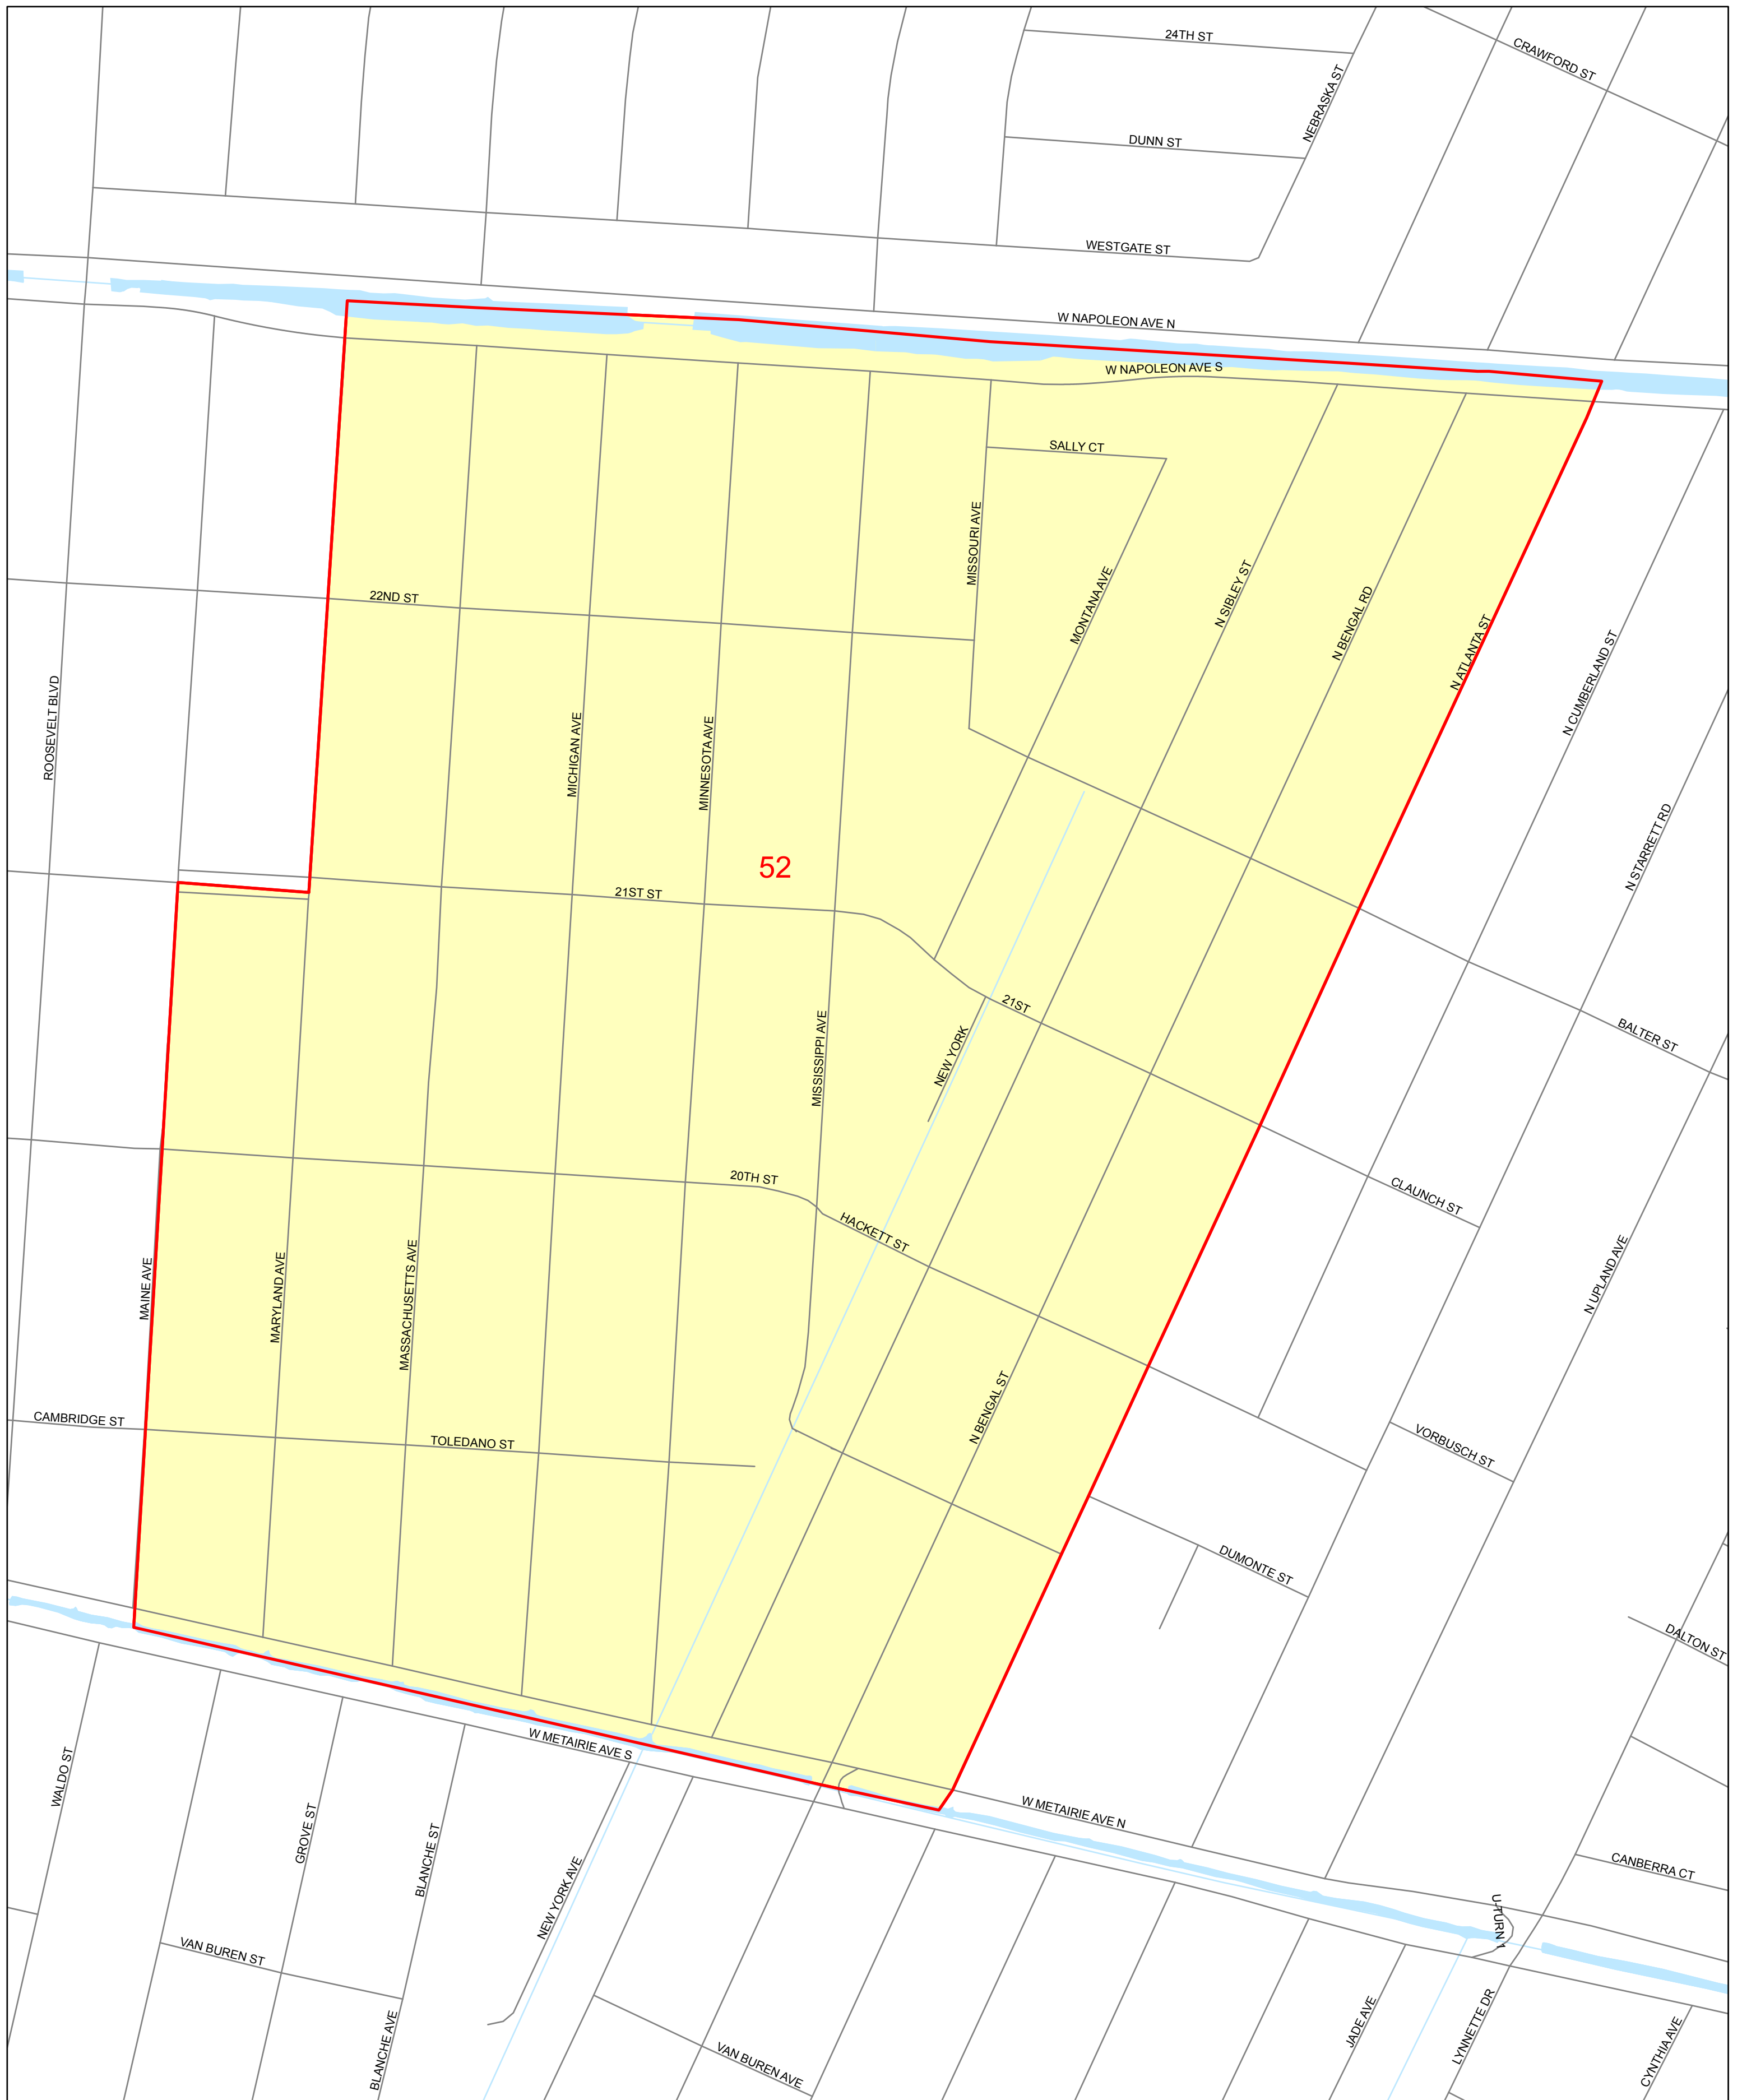 24TH ST
CRAWFORD ST
NEBRASKA ST
DUNN ST
WESTGATE ST
W NAPOLEON AVE N
W NAPOLEON AVE S
SALLY CT
MISSOURI AVE
MONTANA AVE
N SIBLEY ST
N BENGAL RD
N ATLANTA ST
N CUMBERLAND ST
22ND ST
ROOSEVELT BLVD
MICHIGAN AVE
MINNESOTA AVE
52
21ST ST
N STARRETT RD
21ST
NEW YORK
BALTER ST
MISSISSIPPI AVE
20TH ST
HACKETT ST
CLAUNCH ST
N UPLAND AVE
MAINE AVE
MARYLAND AVE
MASSACHUSETTS AVE
N BENGAL ST
CAMBRIDGE ST
TOLEDANO ST
VORBUSCH ST
DUMONTE ST
DALTON ST
W METAIRIE AVE S
W METAIRIE AVE N
WALDO ST
GROVE ST
BLANCHE ST
NEW YORK AVE
CANBERRA CT
U-TURN 1
VAN BUREN ST
BLANCHE AVE
VAN BUREN AVE
JADE AVE
LYNNETTE DR
CYNTHIA AVE